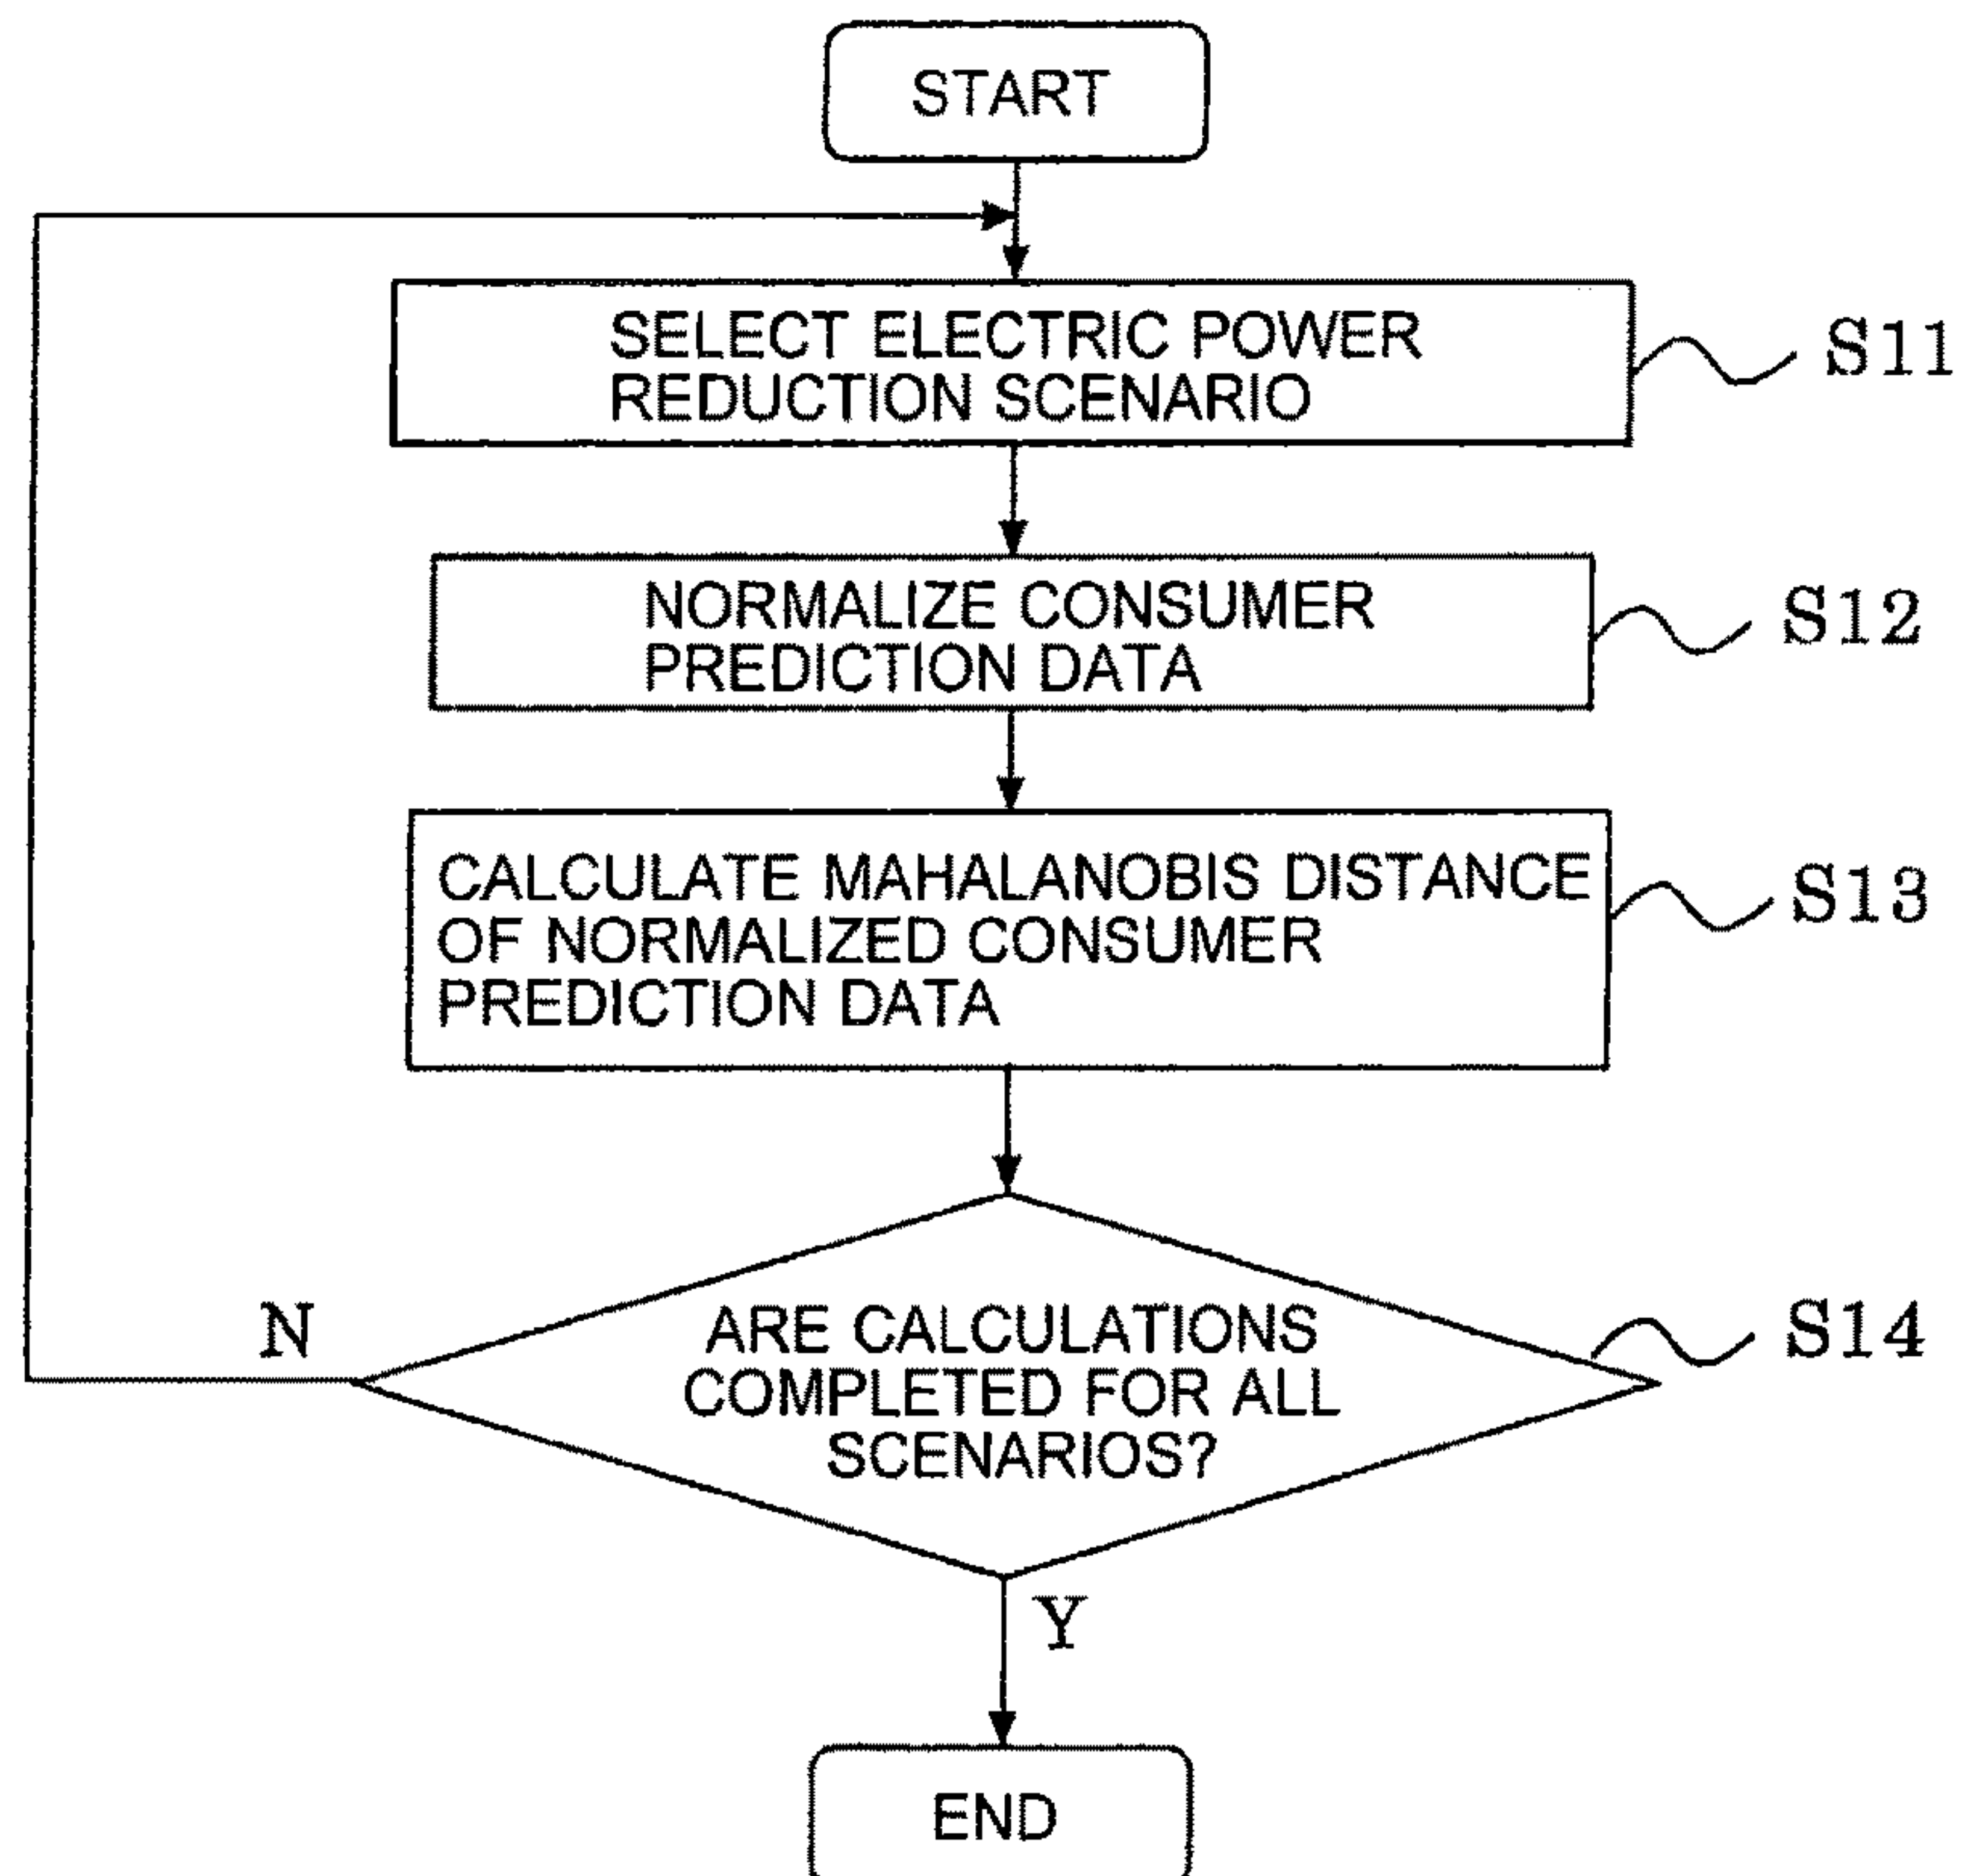 START
SELECT ELECTRIC POWER
REDUCTION SCENARIO
S11
NORMALIZE CONSUMER
PREDICTION DATA
S12
CALCULATE MAHALANOBIS DISTANCE
OF NORMALIZED CONSUMER
PREDICTION DATA
S13
ARE CALCULATIONS
COMPLETED FOR ALL
SCENARIOS?
S14
N
Y
END